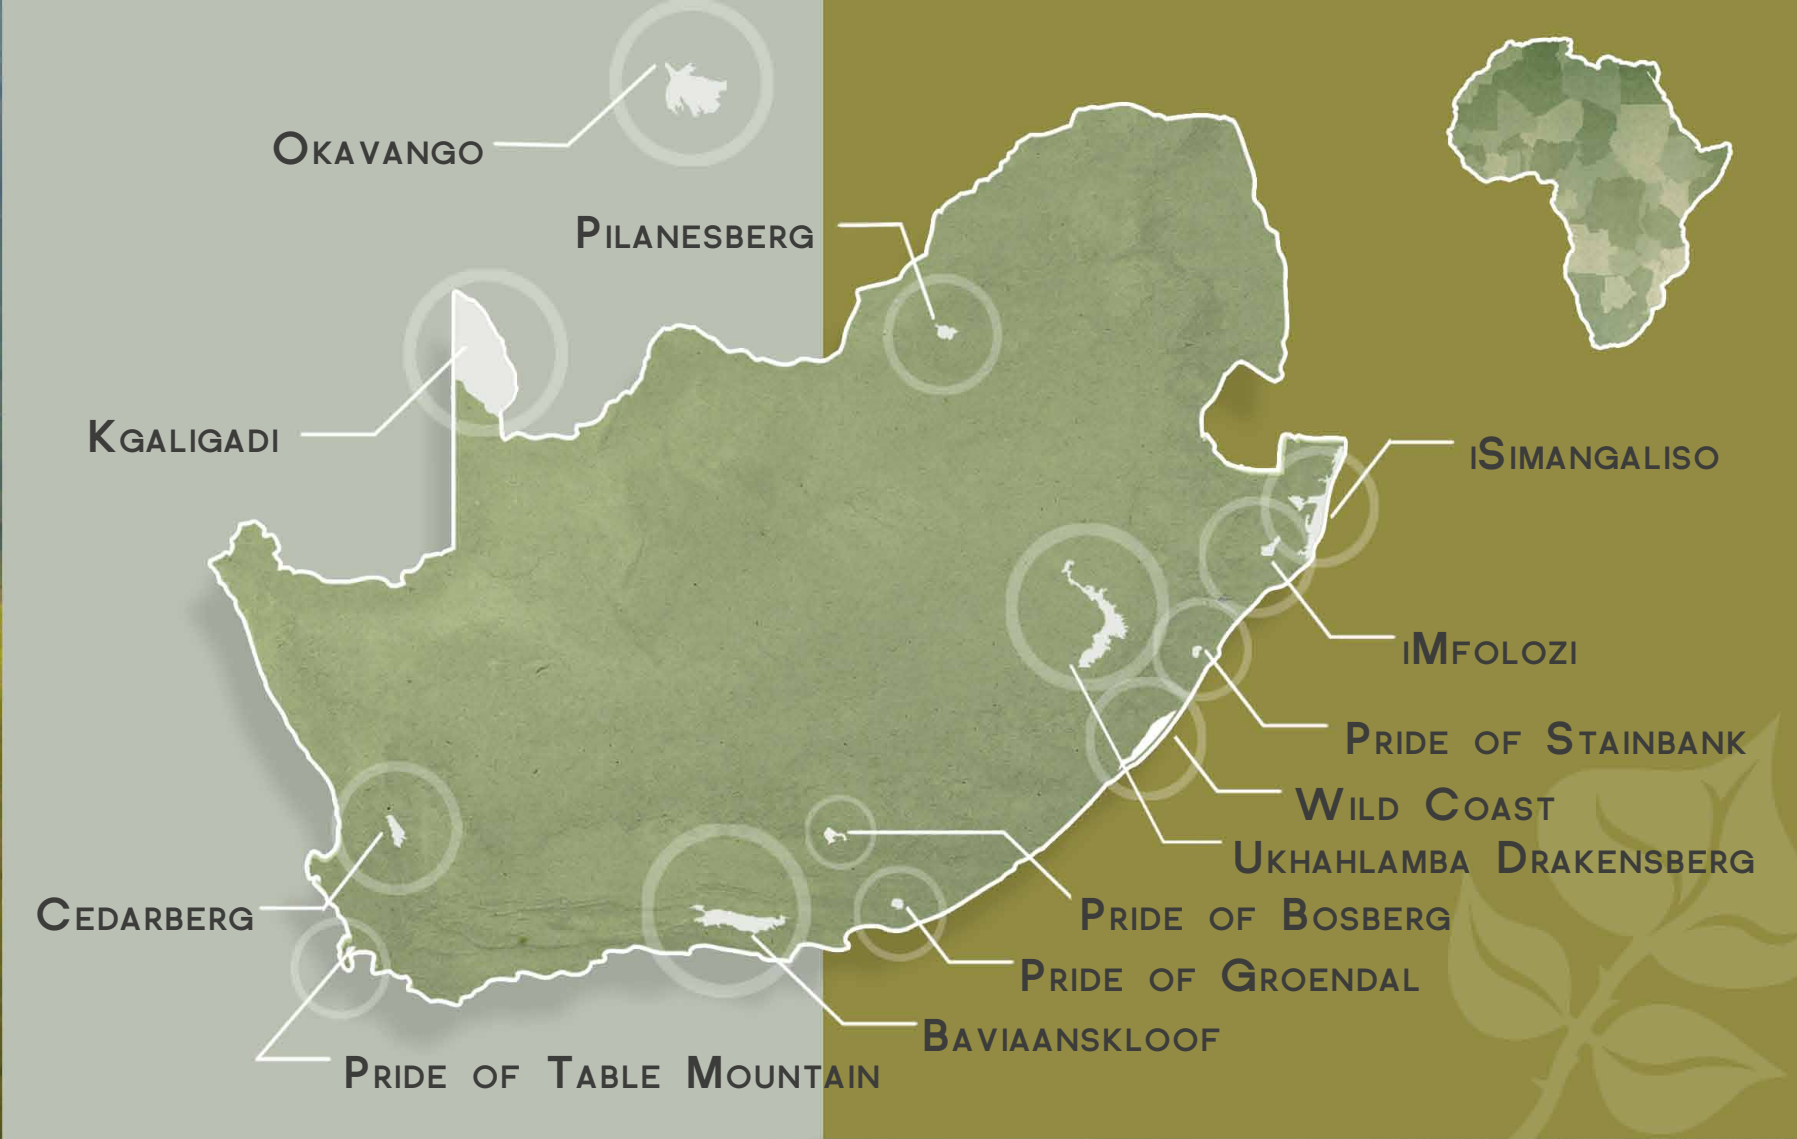 Okavango
Pilanesberg
Kgaligadi
iSimangaliso
iMfolozi
Pride of Stainbank
Wild Coast
Ukhahlamba Drakensberg
Cedarberg
Pride of Bosberg
Pride of Groendal
Baviaanskloof
Pride of Table Mountain